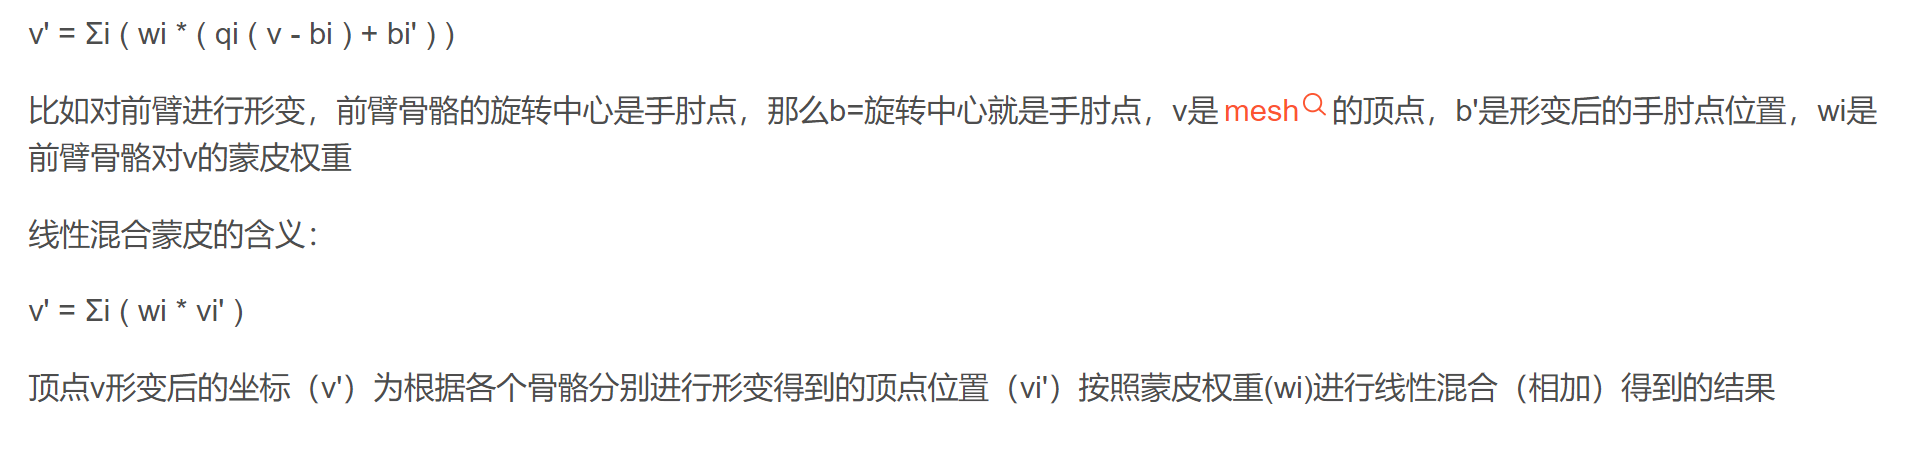 v' = Σi ( wi * ( qi ( v - bi ) + bi' ) )
比如对前臂进行形变，前臂骨骼的旋转中心是手肘点，那么b=旋转中心就是手肘点，v是mesh的顶点，b'是形变后的手肘点位置，wi是
前臂骨骼对v的蒙皮权重
线性混合蒙皮的含义：
v' = Σi ( wi * vi' )
顶点v形变后的坐标（v'）为根据各个骨骼分别进行形变得到的顶点位置（vi'）按照蒙皮权重(wi)进行线性混合（相加）得到的结果